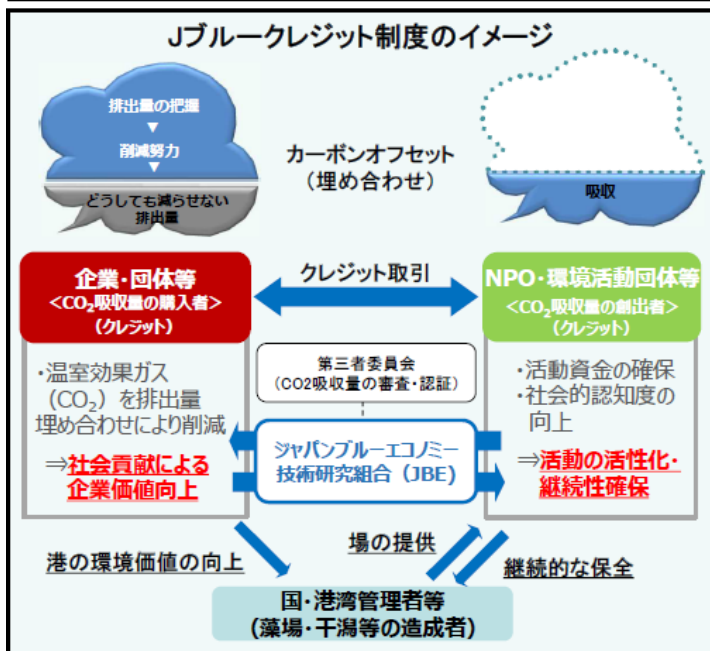 Jブルークレジット制度のイメージ
排出量の把握
▼
削減努力
▼
どうしても減らせない
排出量
カーボンオフセット
(埋め合わせ)
吸収
企業・団体等
<CO₂吸収量の購入者>
(クレジット)
クレジット取引
NPO・環境活動団体等
<CO₂吸収量の創出者>
(クレジット)
・温室効果ガス
(CO₂)を排出量
埋め合わせにより削減
⇒社会貢献による
企業価値向上
第三者委員会
(CO2吸収量の審査・認証)
ジャパンブルーエコノミー
技術研究組合(JBE)
・活動資金の確保
・社会的認知度の
向上
⇒活動の活性化・
継続性確保
港の環境価値の向上
場の提供
継続的な保全
国・港湾管理者等
(藻場・干潟等の造成者)